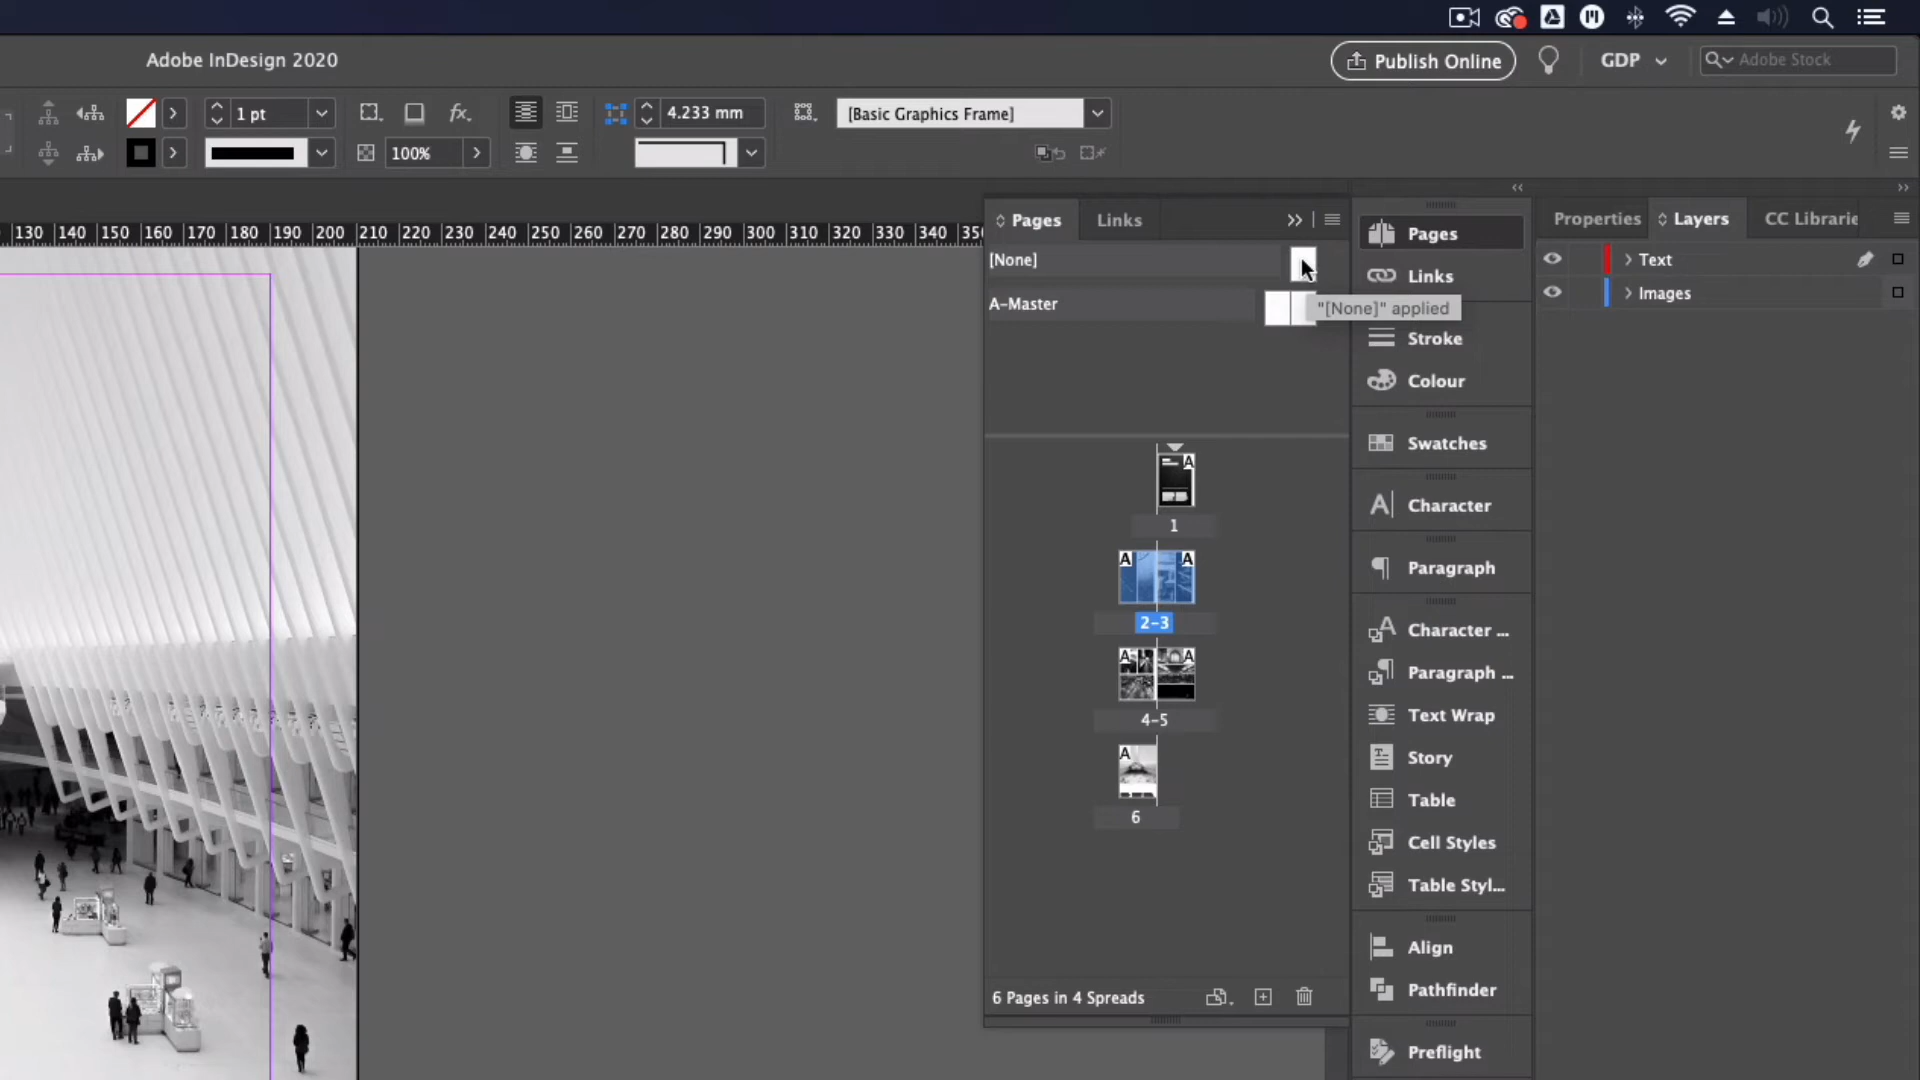 Adobe InDesign 2020
Publish Online
GDP
Adobe Stock
1 pt
fx.
4.233 mm
[Basic Graphics Frame]
100%
130 140 150 160 170 180 190 200 210 220 230 240 250 260 270 280 290 300 310 320 330 340 350
Pages
Links
[None]
A-Master
"[None]" applied
A
1
A A
2-3
A A
4-5
A
6
6 Pages in 4 Spreads
Pages
Links
Stroke
Colour
Swatches
Character
Paragraph
Character ...
Paragraph ...
Text Wrap
Story
Table
Cell Styles
Table Styl...
Align
Pathfinder
Preflight
Properties
Layers
CC Librarie
Text
Images